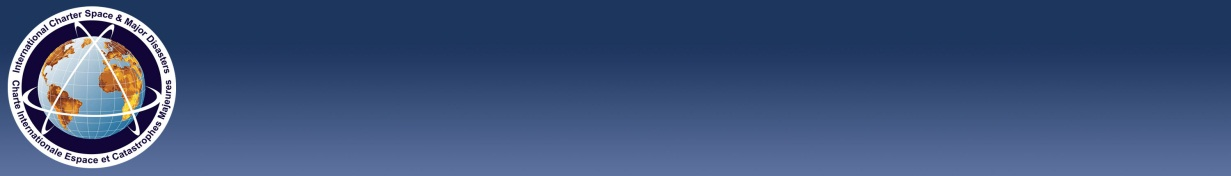 International Charter Space & Major Disasters
Charte Internationale Espace et Catastrophes Majeures